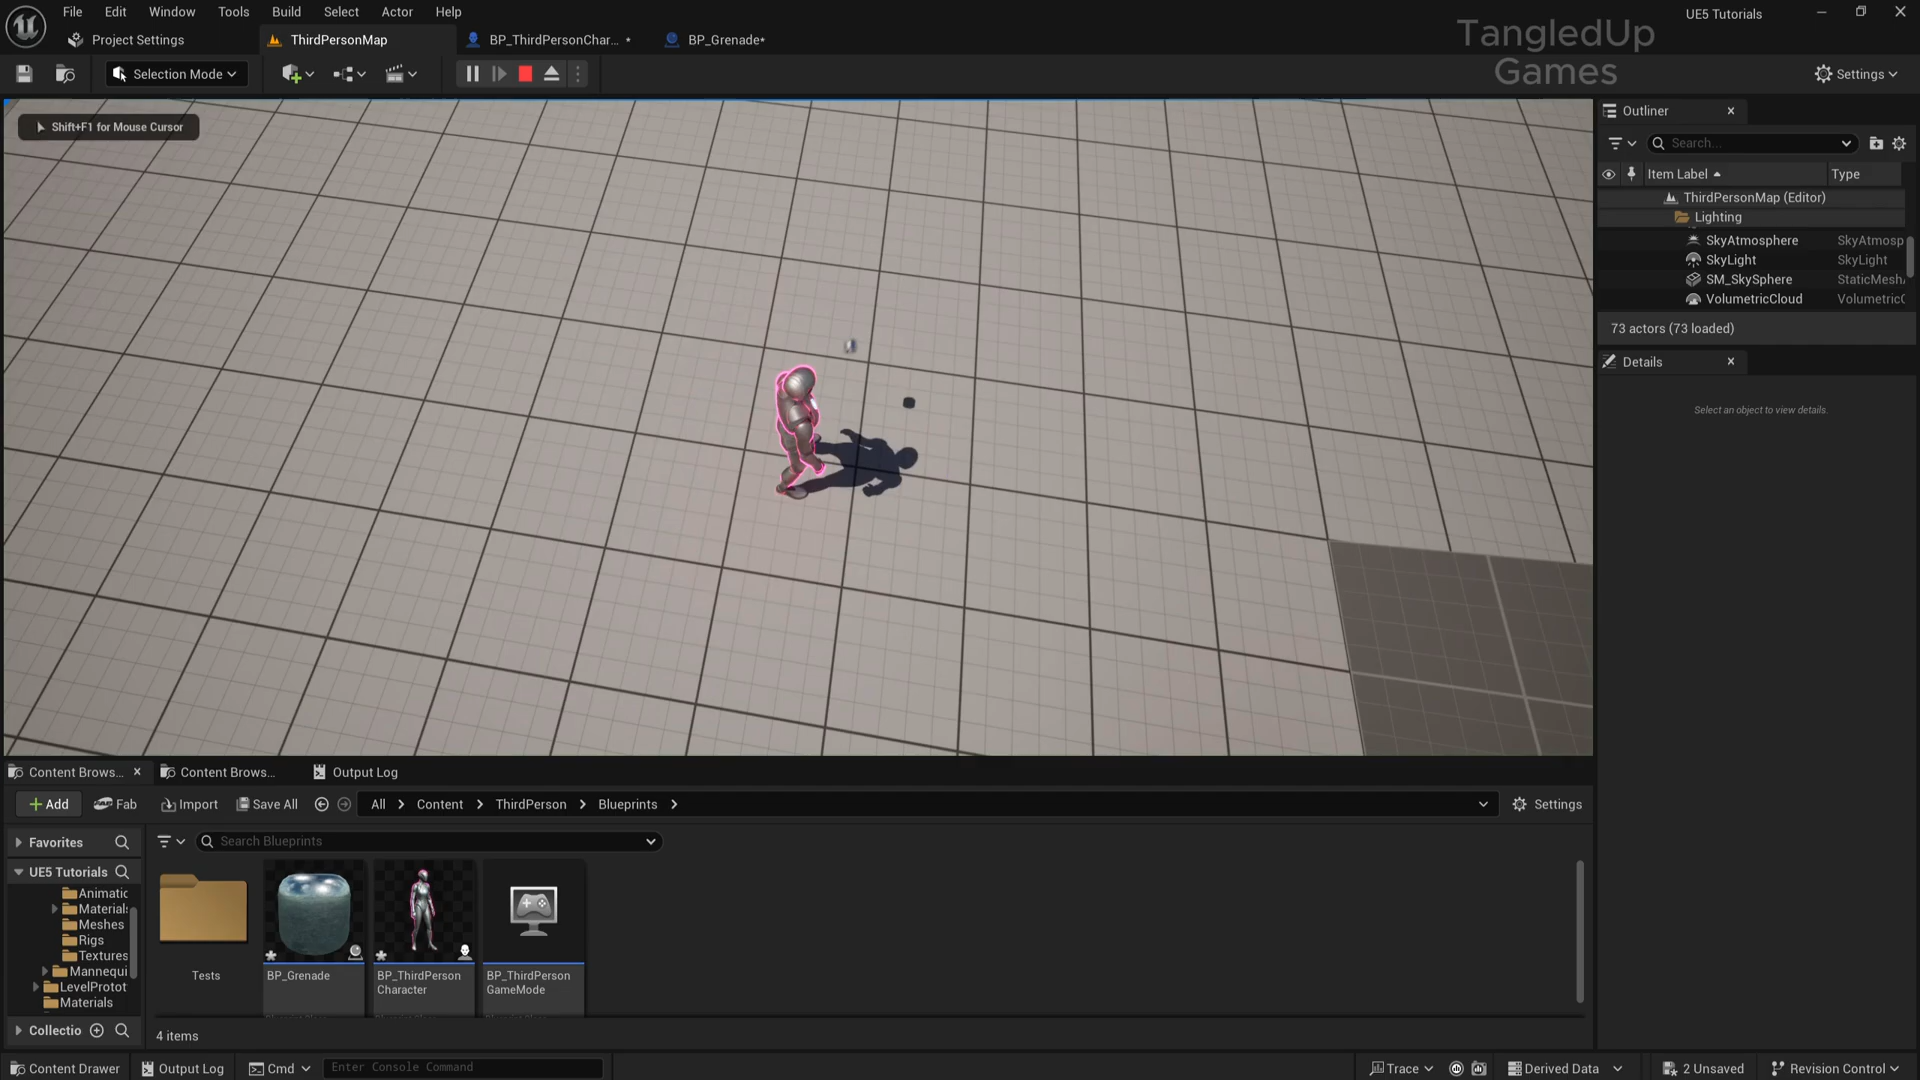 File Edit Window Tools Build Select Actor Help
UE5 Tutorials
TangledUp
Games
Project Settings
ThirdPersonMap
BP_ThirdPersonChar... •
BP_Grenade*
Selection Mode
Settings
Shift+F1 for Mouse Cursor
Outliner
Search...
Item Label
Type
ThirdPersonMap (Editor)
Lighting
SkyAtmosphere SkyAtmosp
SkyLight SkyLight
SM_SkySphere StaticMesh
VolumetricCloud VolumetricC
73 actors (73 loaded)
Details
Select an object to view details.
Content Brows...
Content Brows...
Output Log
Add
Fab
Import
Save All
All > Content > ThirdPerson > Blueprints >
Settings
Favorites
Search Blueprints
UE5 Tutorials
Animatic
Materials
Meshes
Rigs
Textures
Mannequi
LevelProtot
Materials
Collectio
Tests
BP_Grenade
BP_ThirdPerson
Character
BP_ThirdPerson
GameMode
4 items
Content Drawer
Output Log
Cmd
Enter Console Command
Trace
Derived Data
2 Unsaved
Revision Control